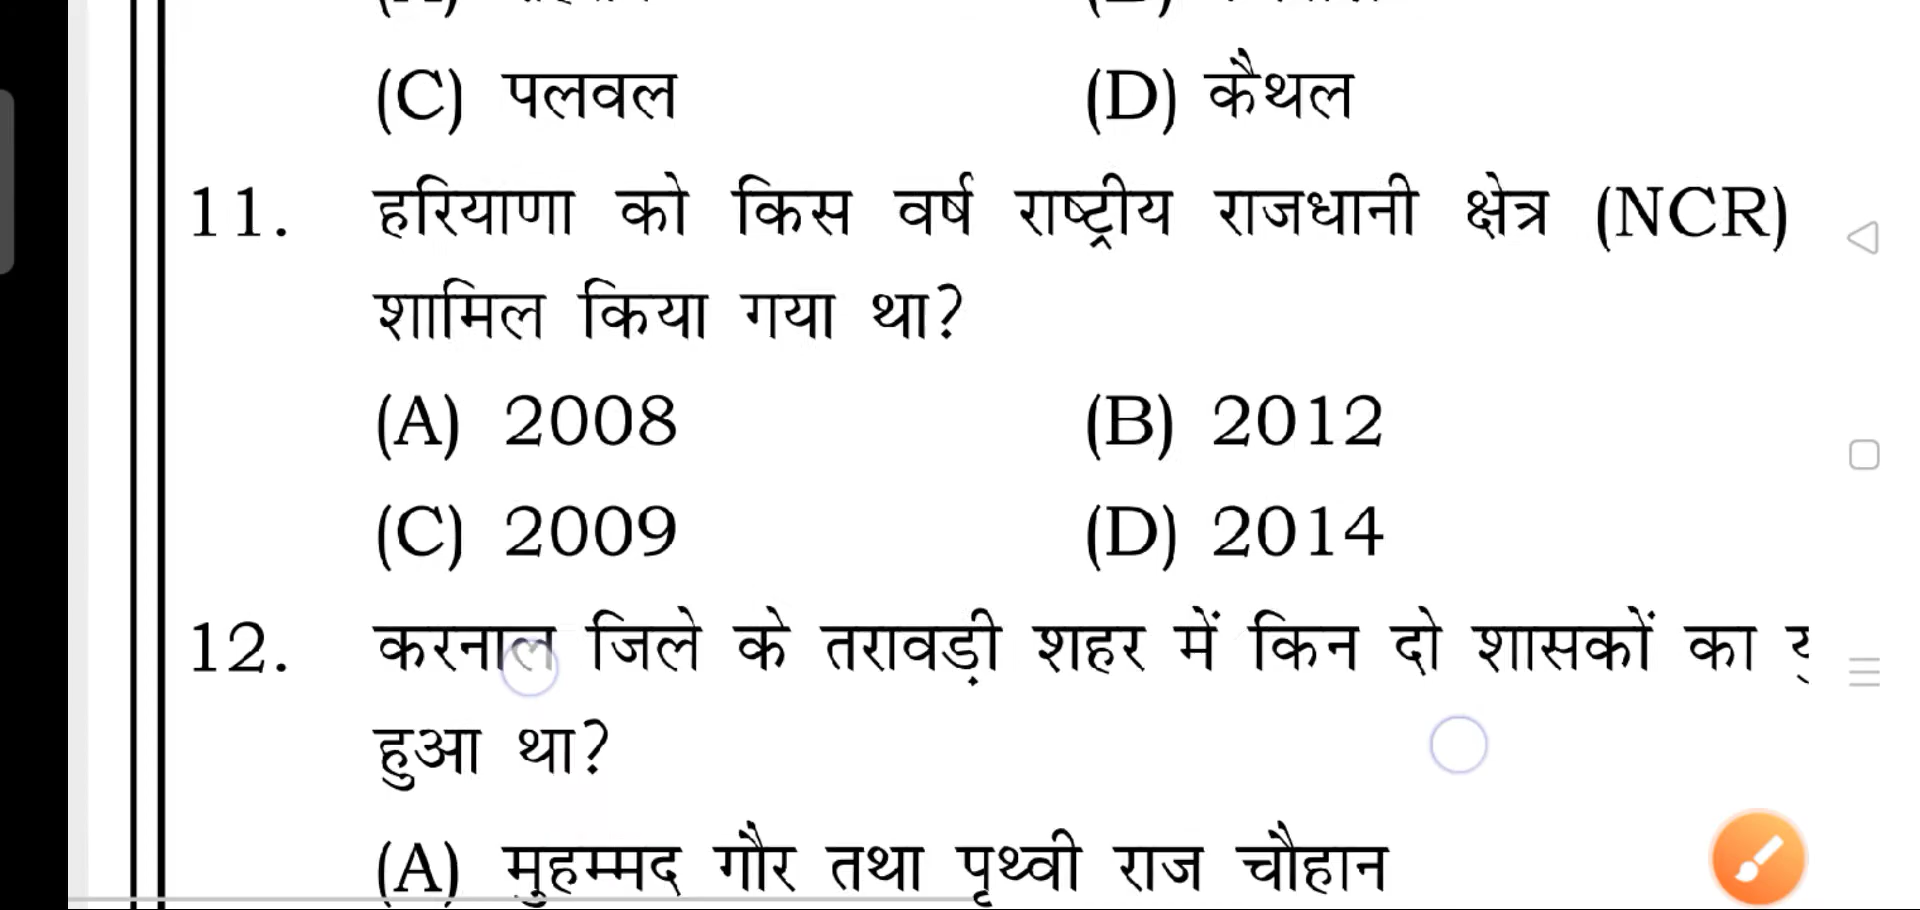 (C) पलवल (D) कैथल
11. हरियाणा को किस वर्ष राष्ट्रीय राजधानी क्षेत्र (NCR)
शामिल किया गया था?
(A) 2008 (B) 2012
(C) 2009 (D) 2014
12. करनाल जिले के तरावड़ी शहर में किन दो शासकों का
हुआ था?
(A) मुहम्मद गौर तथा पृथ्वी राज चौहान